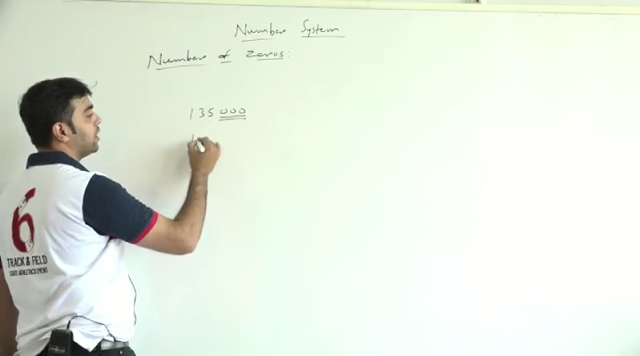 Number System
Number of Zeros:
135000
6
TRACK & FIELD